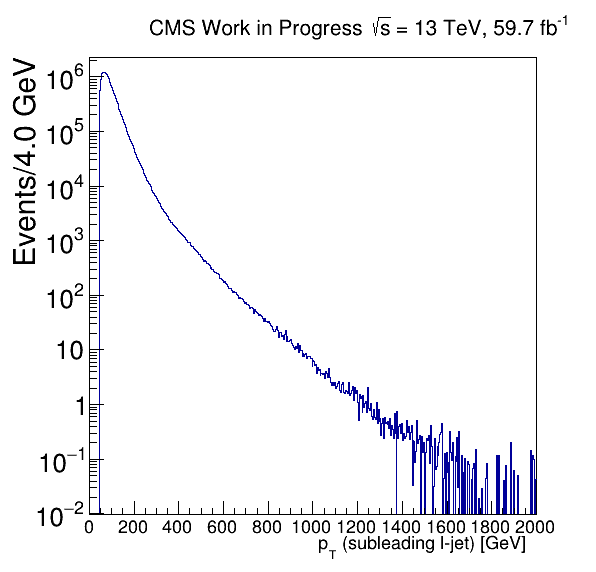 CMS Work in Progress √s = 13 TeV, 59.7 fb⁻¹
Events/4.0 GeV
10⁶
10⁵
10⁴
10³
10²
10
1
10⁻¹
10⁻²
0 200 400 600 800 1000 1200 1400 1600 1800 2000
p_T (subleading l-jet) [GeV]